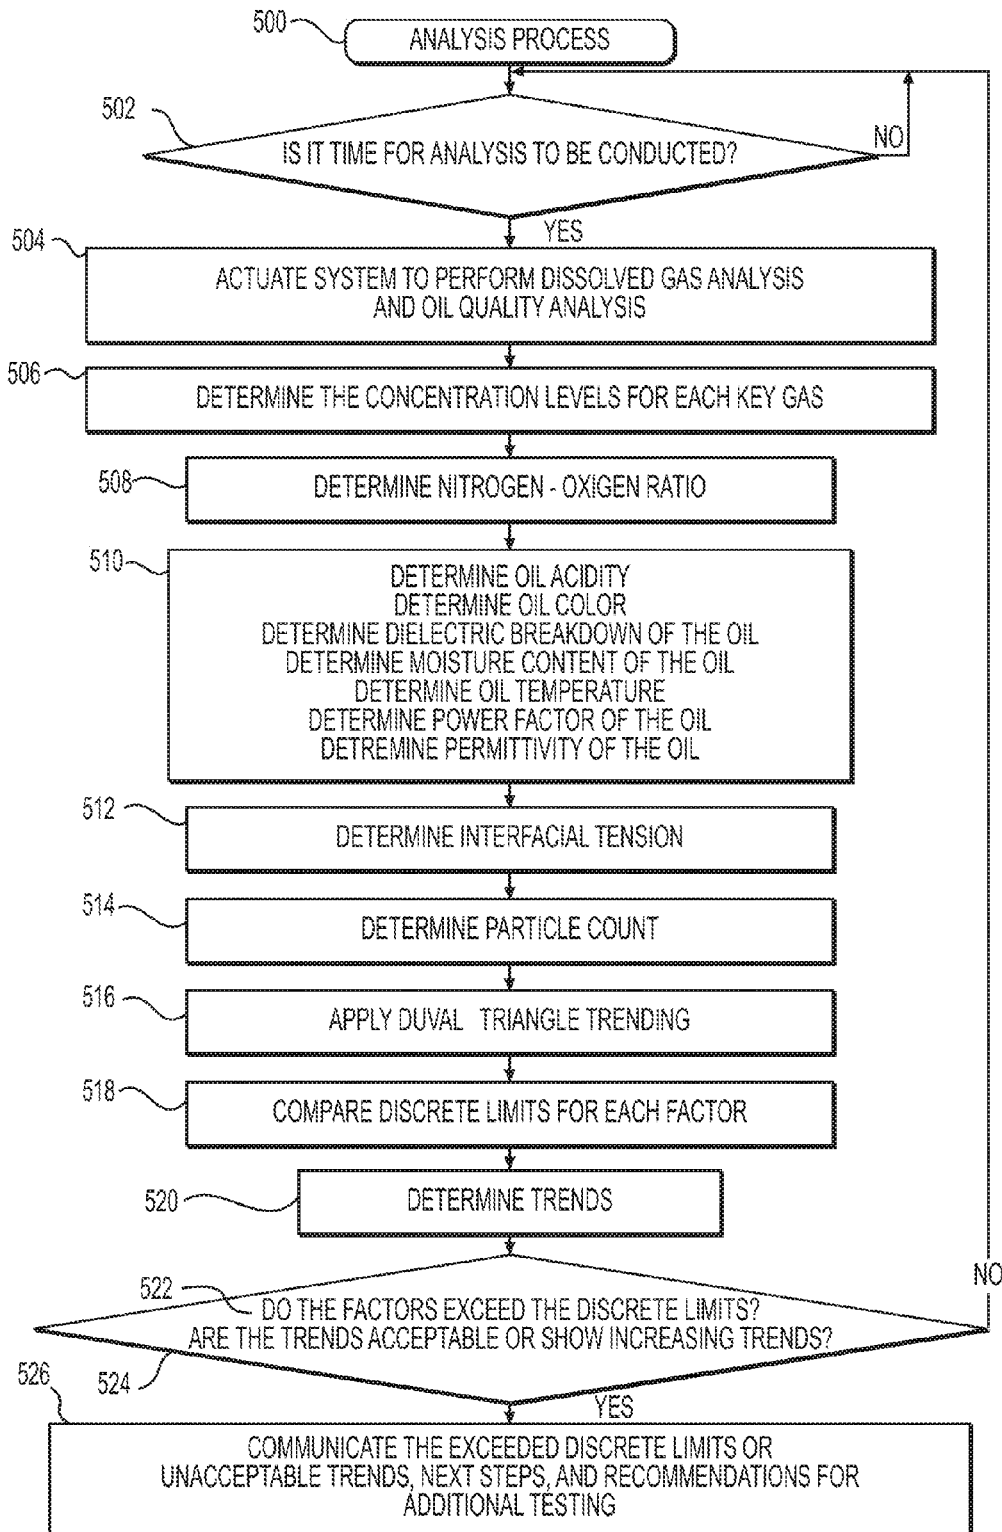 500
ANALYSIS PROCESS
502
IS IT TIME FOR ANALYSIS TO BE CONDUCTED?
NO
YES
504
ACTUATE SYSTEM TO PERFORM DISSOLVED GAS ANALYSIS
AND OIL QUALITY ANALYSIS
506
DETERMINE THE CONCENTRATION LEVELS FOR EACH KEY GAS
508
DETERMINE NITROGEN - OXIGEN RATIO
510
DETERMINE OIL ACIDITY
DETERMINE OIL COLOR
DETERMINE DIELECTRIC BREAKDOWN OF THE OIL
DETERMINE MOISTURE CONTENT OF THE OIL
DETERMINE OIL TEMPERATURE
DETERMINE POWER FACTOR OF THE OIL
DETREMINE PERMITTIVITY OF THE OIL
512
DETERMINE INTERFACIAL TENSION
514
DETERMINE PARTICLE COUNT
516
APPLY DUVAL TRIANGLE TRENDING
518
COMPARE DISCRETE LIMITS FOR EACH FACTOR
520
DETERMINE TRENDS
522
DO THE FACTORS EXCEED THE DISCRETE LIMITS?
ARE THE TRENDS ACCEPTABLE OR SHOW INCREASING TRENDS?
NO
524
YES
526
COMMUNICATE THE EXCEEDED DISCRETE LIMITS OR
UNACCEPTABLE TRENDS, NEXT STEPS, AND RECOMMENDATIONS FOR
ADDITIONAL TESTING